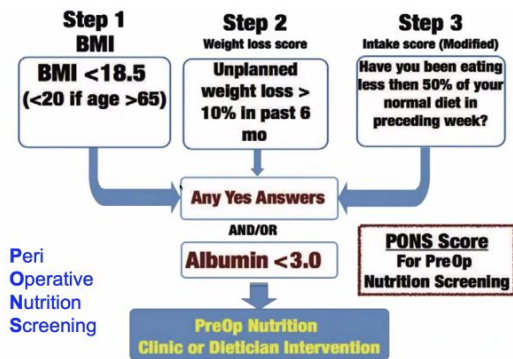 Step 1
BMI
BMI <18.5
(<20 if age >65)
Step 2
Weight loss score
Unplanned
weight loss >
10% in past 6
mo
Step 3
Intake score (Modified)
Have you been eating
less then 50% of your
normal diet in
preceding week?
Any Yes Answers
AND/OR
Albumin <3.0
PreOp Nutrition
Clinic or Dietician Intervention
Peri
Operative
Nutrition
Screening
PONS Score
For PreOp
Nutrition Screening